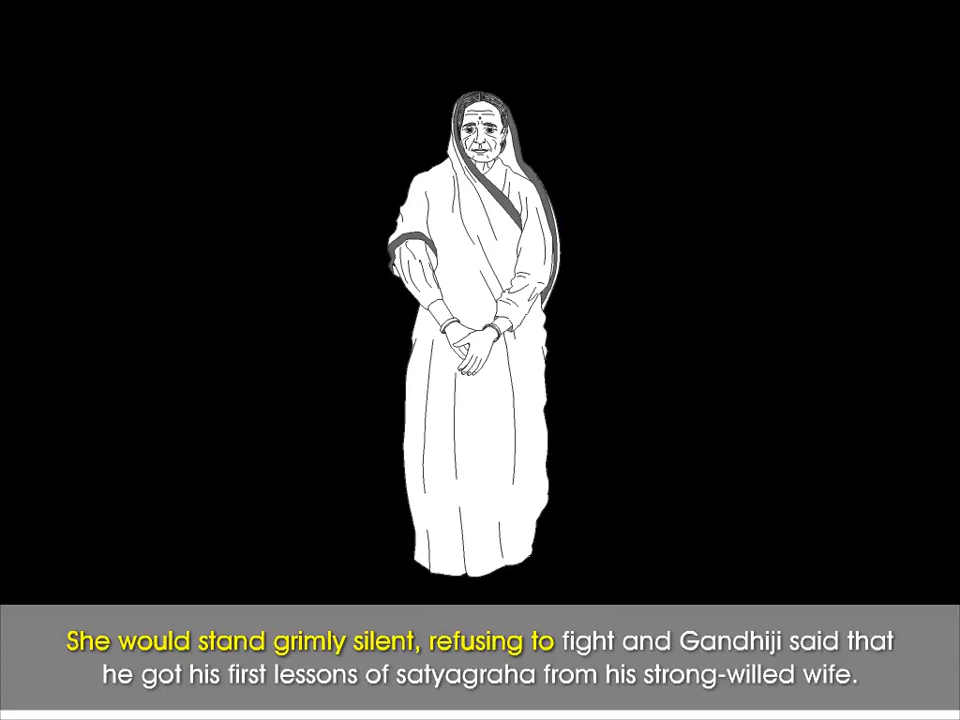 She would stand grimly silent, refusing to fight and Gandhiji said that
he got his first lessons of satyagraha from his strong-willed wife.